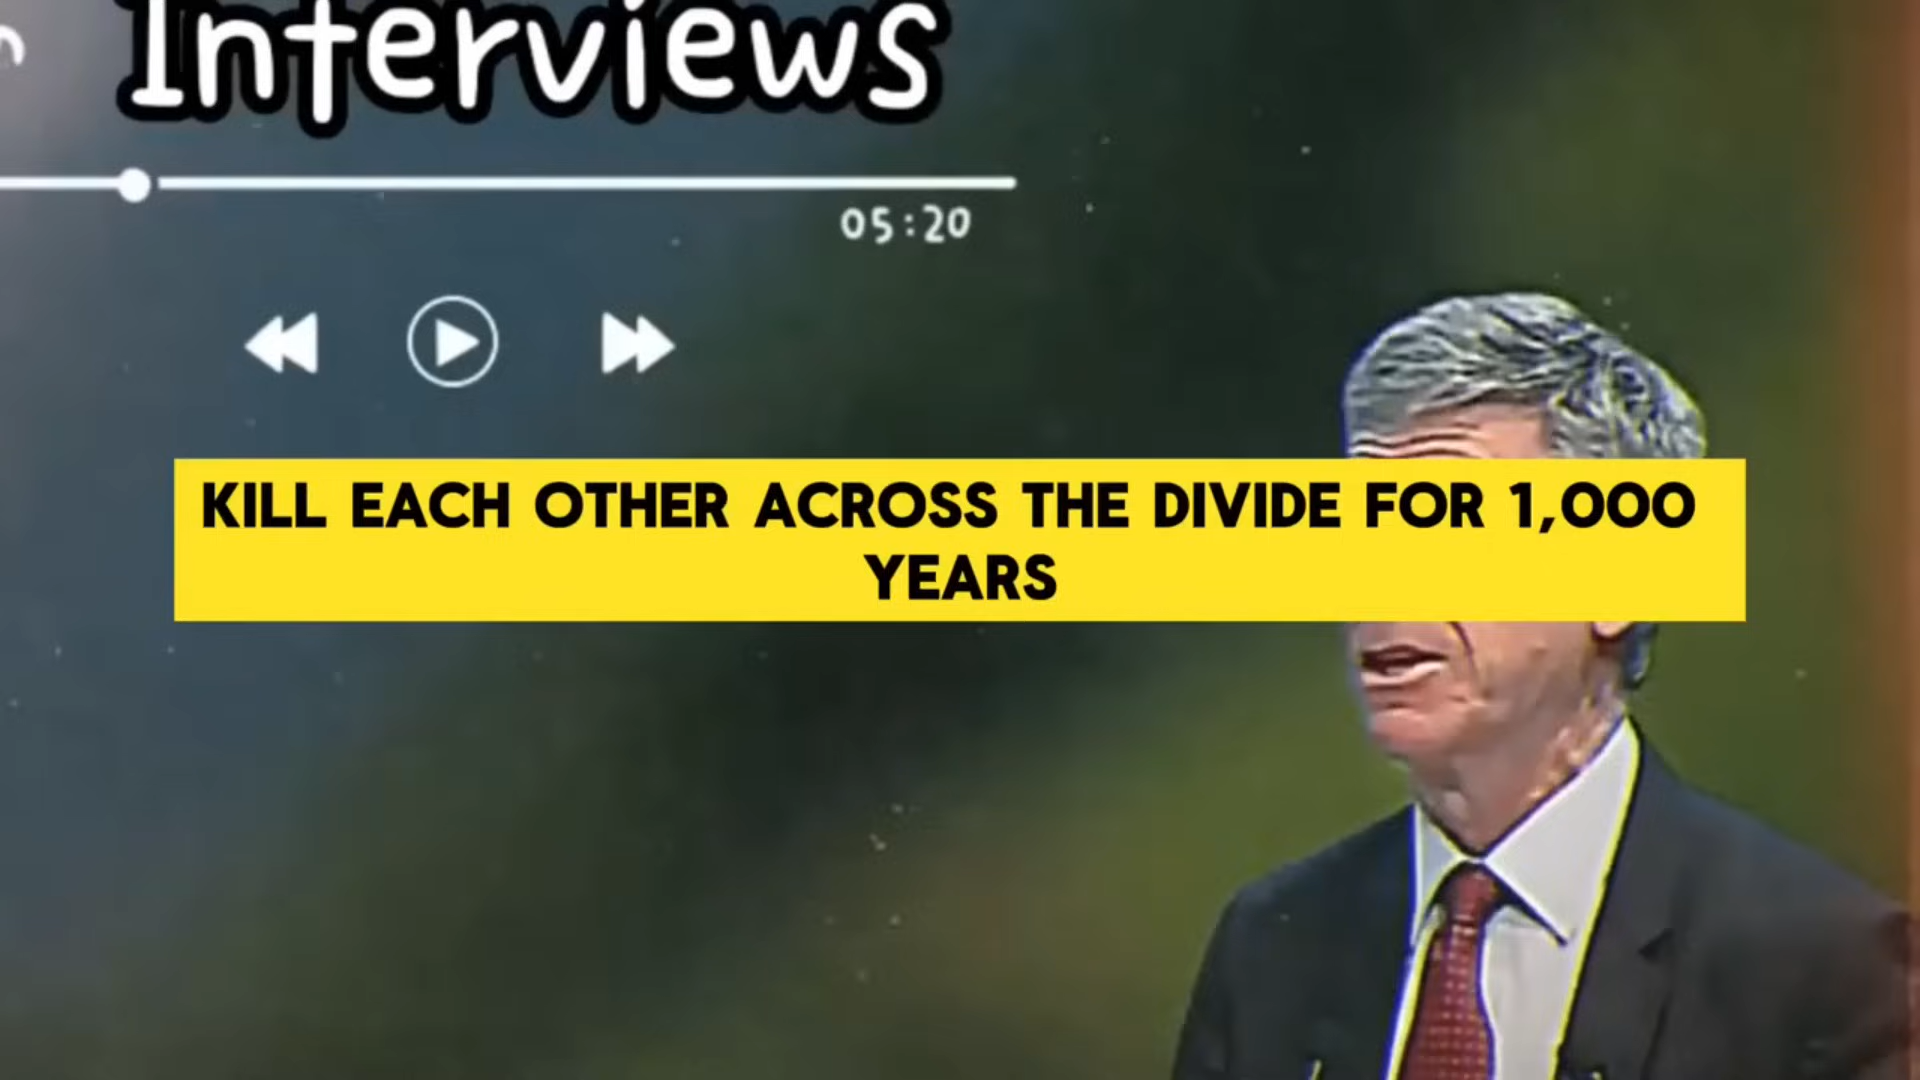 Interviews
05:20
KILL EACH OTHER ACROSS THE DIVIDE FOR 1,000
YEARS